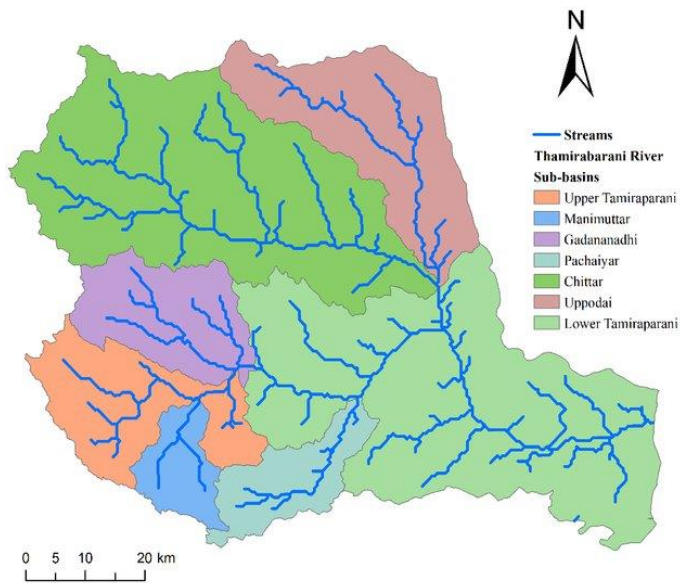 N
Streams
Thamirabarani River
Sub-basins
Upper Tamiraparani
Manimuttar
Gadananadhi
Pachaiyar
Chittar
Uppodai
Lower Tamiraparani
0 5 10 20 km